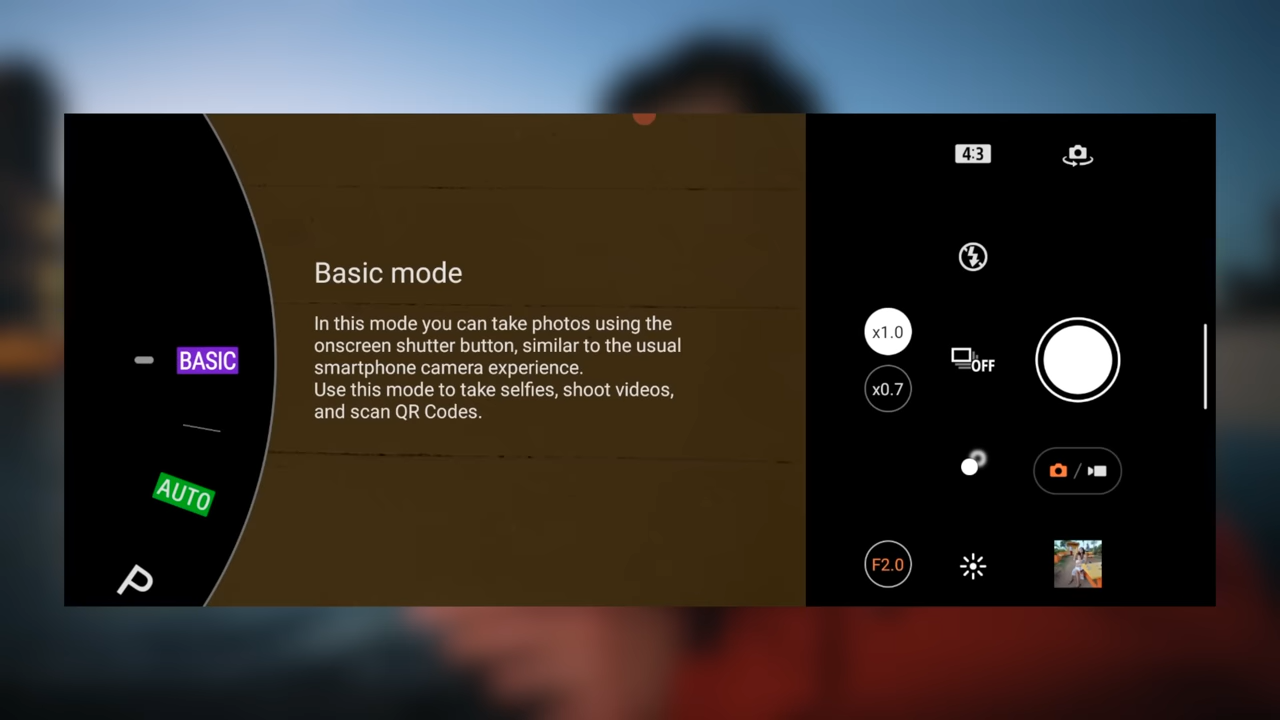 4:3
Basic mode
In this mode you can take photos using the
onscreen shutter button, similar to the usual
smartphone camera experience.
Use this mode to take selfies, shoot videos,
and scan QR Codes.
BASIC
AUTO
P
x1.0
OFF
x0.7
F2.0